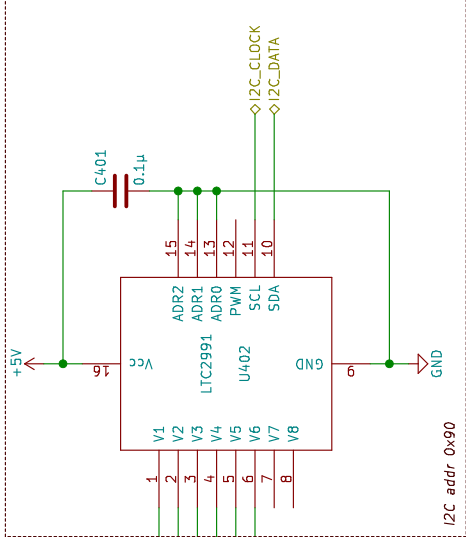 I2C_CLOCK
I2C_DATA
C401
0.1µ
15
14
13
12
11
10
ADR2
ADR1
ADR0
PWM
SCL
SDA
+5V
16
Vcc
LTC2991
U402
GND
9
GND
V1
V2
V3
V4
V5
V6
V7
V8
1
2
3
4
5
6
7
8
I2C addr 0x90